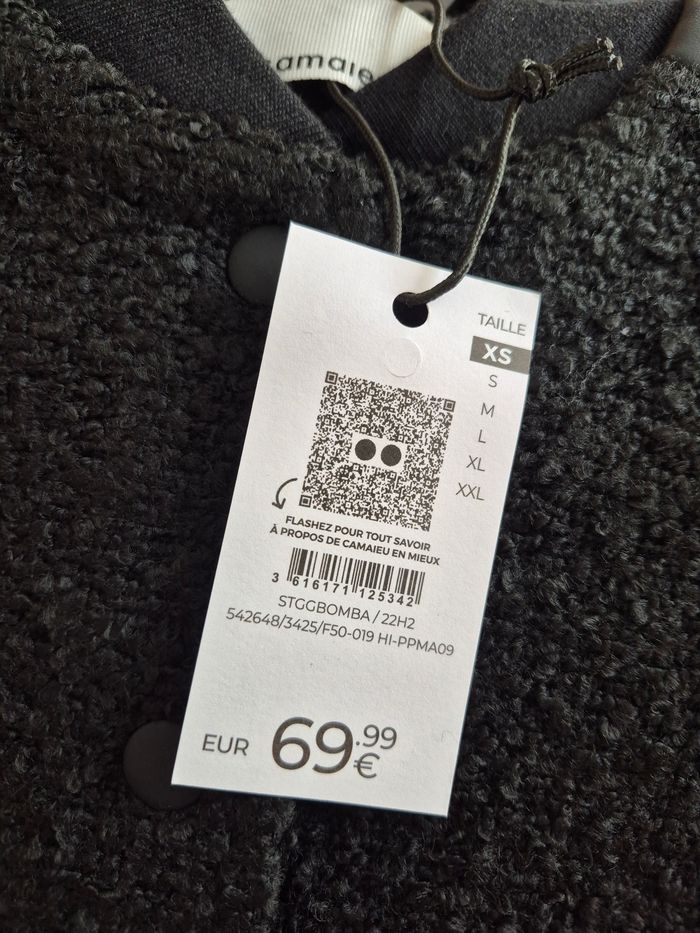 camaie
TAILLE
XS
S
M
L
XL
XXL
FLASHEZ POUR TOUT SAVOIR
À PROPOS DE CAMAIEU EN MIEUX
3 616171 125342
STGGBOMBA / 22H2
542648/3425/F50-019 HI-PPMA09
EUR 69.99 €